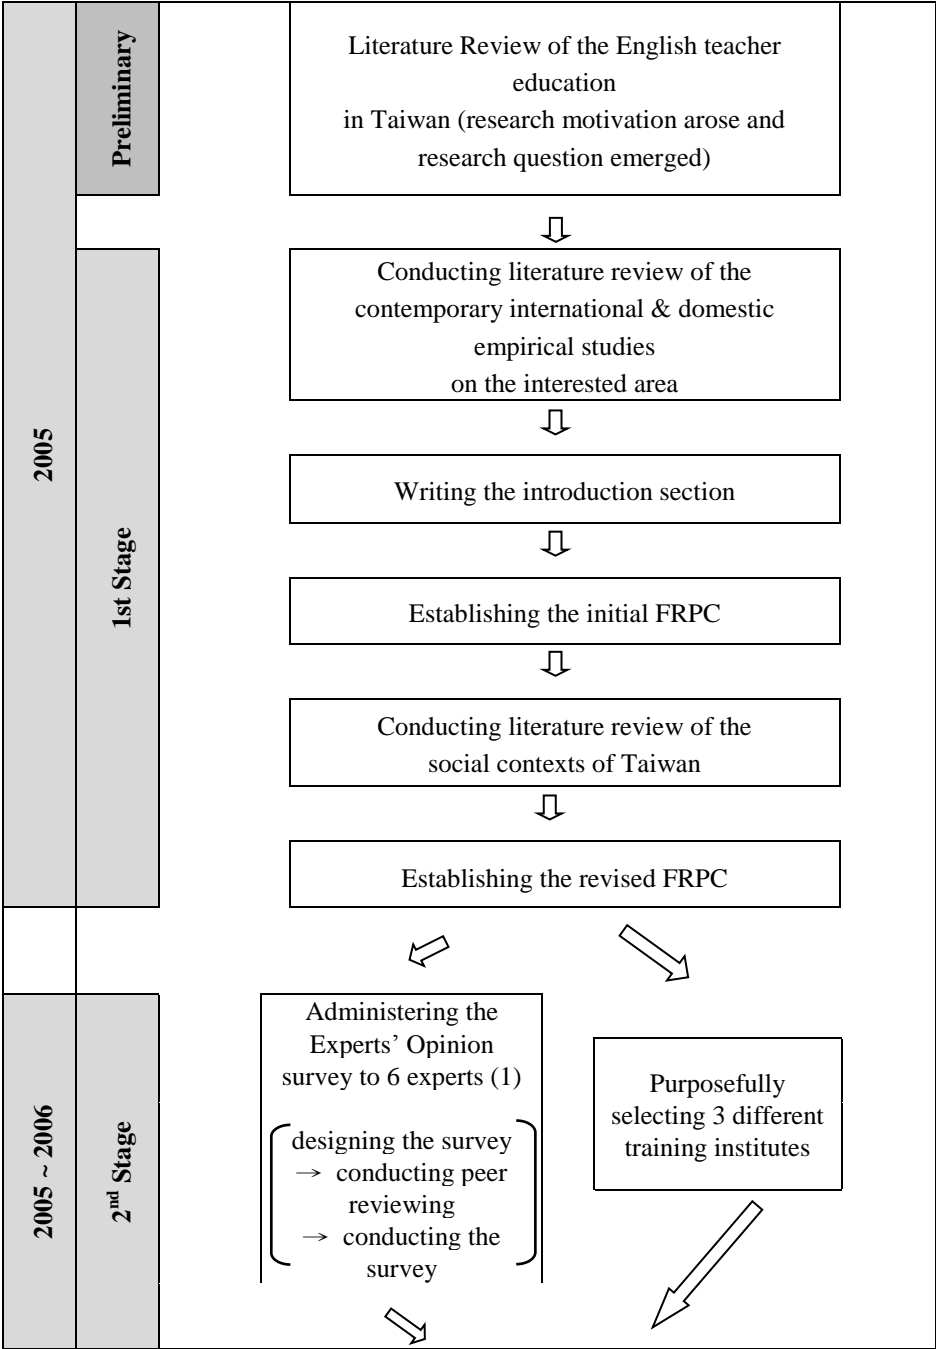 2005
Preliminary
Literature Review of the English teacher
education
in Taiwan (research motivation arose and
research question emerged)
1st Stage
Conducting literature review of the
contemporary international & domestic
empirical studies
on the interested area
Writing the introduction section
Establishing the initial FRPC
Conducting literature review of the
social contexts of Taiwan
Establishing the revised FRPC
2005 ~ 2006
2nd Stage
Administering the
Experts’ Opinion
survey to 6 experts (1)
designing the survey
→ conducting peer
reviewing
→ conducting the
survey
Purposefully
selecting 3 different
training institutes